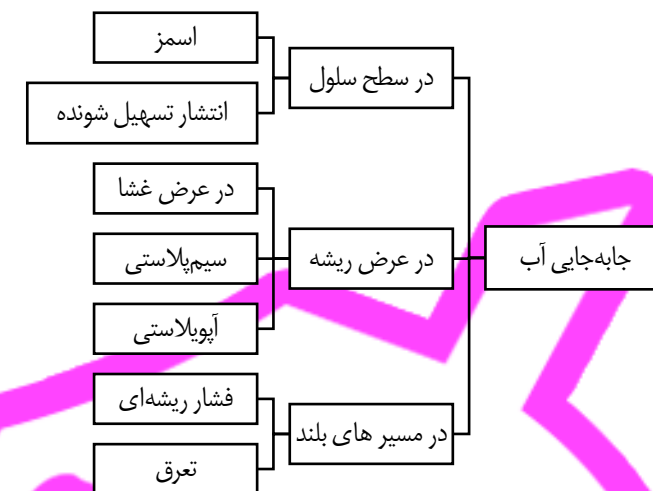 جابه‌جایی آب
در سطح سلول
اسمز
انتشار تسهیل شونده
در عرض ریشه
در عرض غشا
سیم‌پلاستی
آپوپلاستی
در مسیر های بلند
فشار ریشه‌ای
تعرق